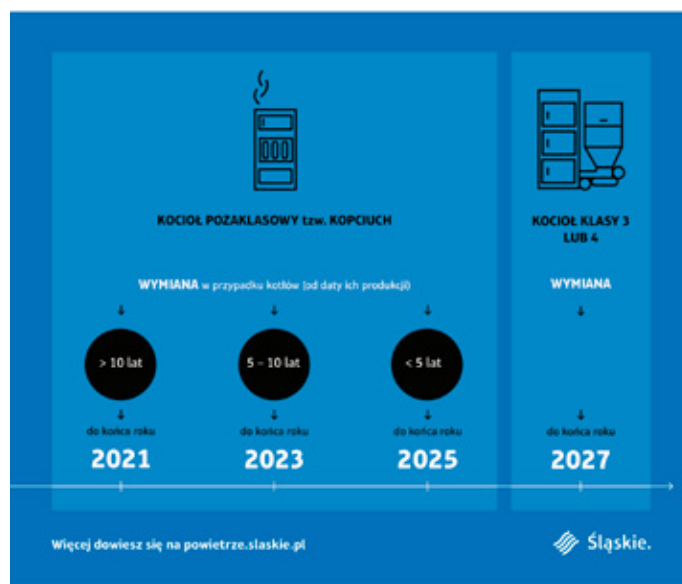 KOCIOŁ POZAKLASOWY tzw. KOPCIUCH
KOCIOŁ KLASY 3
LUB 4
WYMIANA w przypadku kotłów (od daty ich produkcji)
WYMIANA
> 10 lat
5 – 10 lat
< 5 lat
do końca roku
do końca roku
do końca roku
do końca roku
2021
2023
2025
2027
Więcej dowiesz się na powietrze.slaskie.pl
Śląskie.